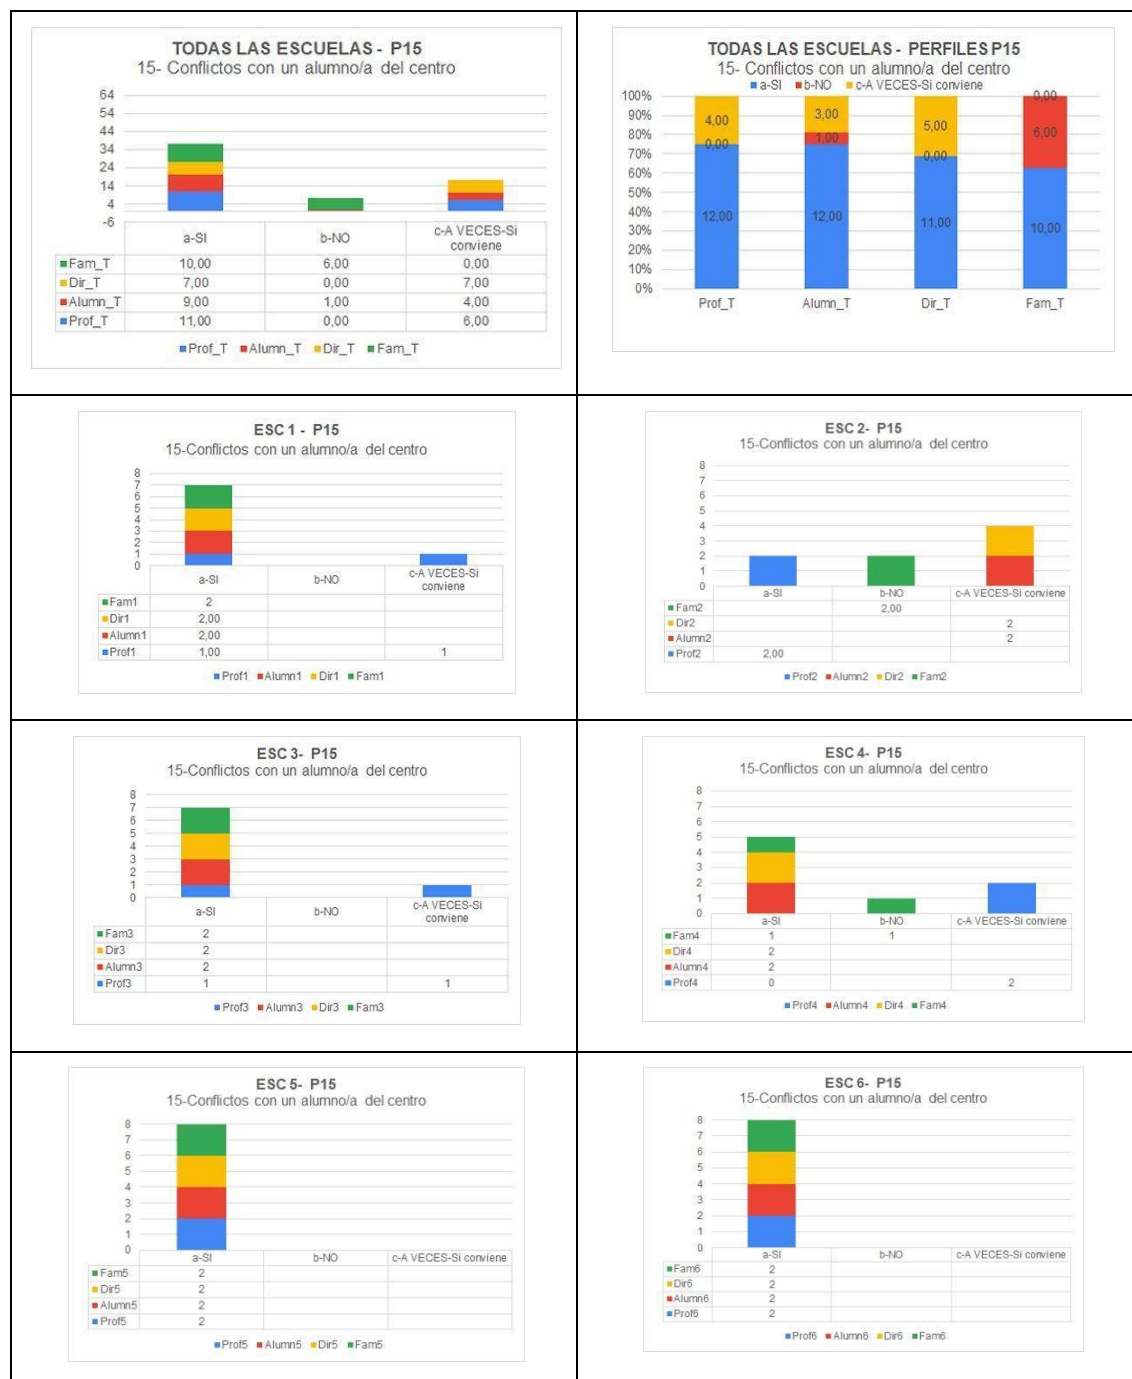 TODAS LAS ESCUELAS - P15
15- Conflictos con un alumno/a del centro
64
54
44
34
24
14
4
-6
a-SI b-NO c-A VECES-Si conviene
Fam_T 10,00 6,00 0,00
Dir_T 7,00 0,00 7,00
Alumn_T 9,00 1,00 4,00
Prof_T 11,00 0,00 6,00
Prof_T Alumn_T Dir_T Fam_T
TODAS LAS ESCUELAS - PERFILES P15
15- Conflictos con un alumno/a del centro
a-SI b-NO c-A VECES-Si conviene
100%
90%
80%
70%
60%
50%
40%
30%
20%
10%
0%
4,00 3,00 5,00 0,00
0,00 1,00 0,00 6,00
12,00 12,00 11,00 10,00
Prof_T Alumn_T Dir_T Fam_T
ESC 1 - P15
15-Conflictos con un alumno/a del centro
8
7
6
5
4
3
2
1
0
a-SI b-NO c-A VECES-Si conviene
Fam1 2
Dir1 2,00
Alumn1 2,00
Prof1 1,00 1
Prof1 Alumn1 Dir1 Fam1
ESC 2- P15
15-Conflictos con un alumno/a del centro
8
7
6
5
4
3
2
1
0
a-SI b-NO c-A VECES-Si conviene
Fam2 2,00
Dir2 2
Alumn2 2
Prof2 2,00
Prof2 Alumn2 Dir2 Fam2
ESC 3- P15
15-Conflictos con un alumno/a del centro
8
7
6
5
4
3
2
1
0
a-SI b-NO c-A VECES-Si conviene
Fam3 2
Dir3 2
Alumn3 2
Prof3 1 1
Prof3 Alumn3 Dir3 Fam3
ESC 4- P15
15-Conflictos con un alumno/a del centro
8
7
6
5
4
3
2
1
0
a-SI b-NO c-A VECES-Si conviene
Fam4 1 1
Dir4 2
Alumn4 2
Prof4 0 2
Prof4 Alumn4 Dir4 Fam4
ESC 5- P15
15-Conflictos con un alumno/a del centro
8
7
6
5
4
3
2
1
0
a-SI b-NO c-A VECES-Si conviene
Fam5 2
Dir5 2
Alumn5 2
Prof5 2
Prof5 Alumn5 Dir5 Fam5
ESC 6- P15
15-Conflictos con un alumno/a del centro
8
7
6
5
4
3
2
1
0
a-SI b-NO c-A VECES-Si conviene
Fam6 2
Dir6 2
Alumn6 2
Prof6 2
Prof6 Alumn6 Dir6 Fam6